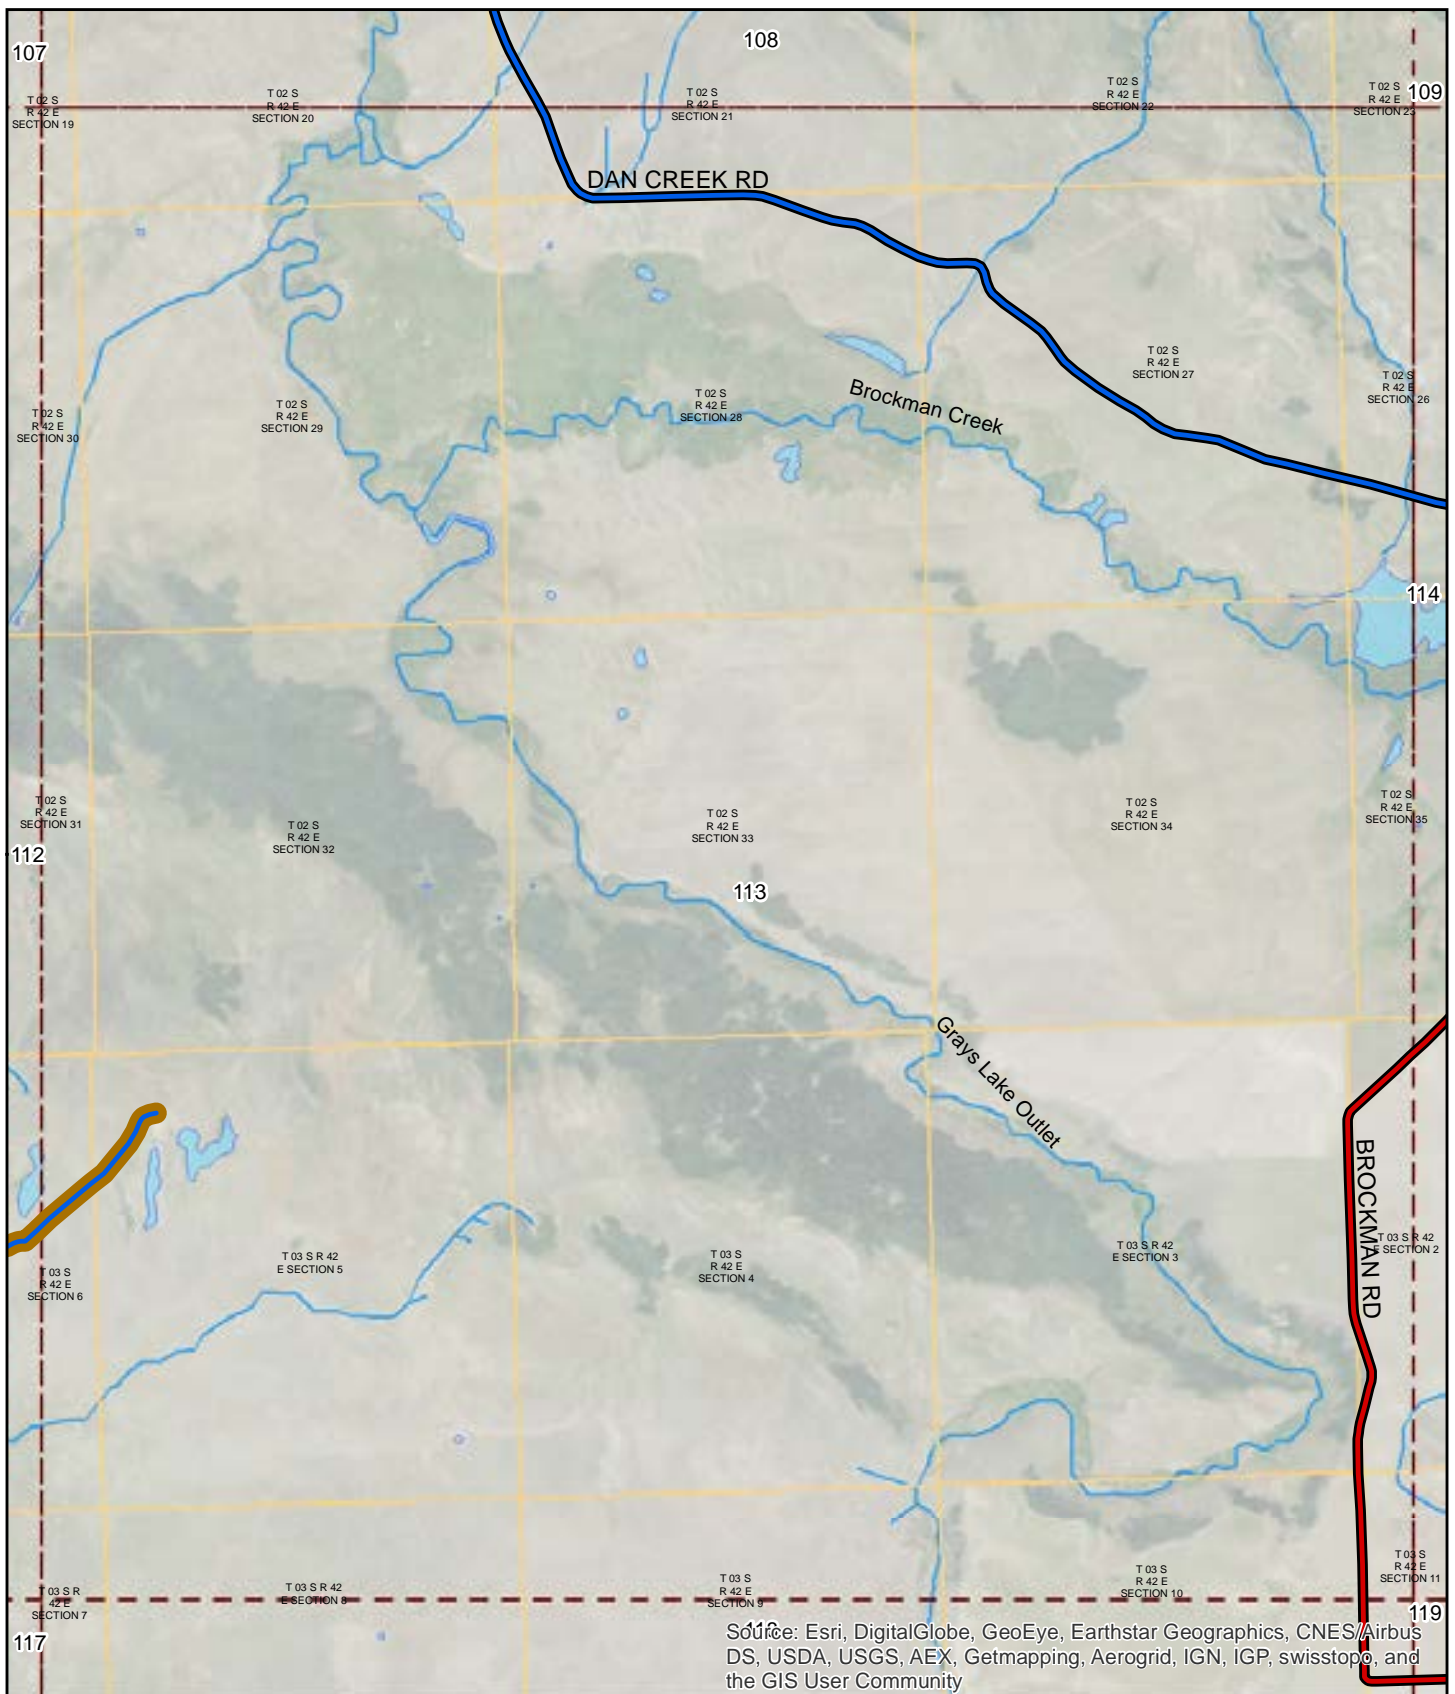 107
108
109
T 02 S
R 42 E
SECTION 19
T 02 S
R 42 E
SECTION 20
T 02 S
R 42 E
SECTION 21
T 02 S
R 42 E
SECTION 22
T 02 S
R 42 E
SECTION 23
DAN CREEK RD
T 02 S
R 42 E
SECTION 30
T 02 S
R 42 E
SECTION 29
T 02 S
R 42 E
SECTION 28
Brockman Creek
T 02 S
R 42 E
SECTION 27
T 02 S
R 42 E
SECTION 26
114
T 02 S
R 42 E
SECTION 31
T 02 S
R 42 E
SECTION 32
T 02 S
R 42 E
SECTION 33
T 02 S
R 42 E
SECTION 34
T 02 S
R 42 E
SECTION 35
112
113
Grays Lake Outlet
BROCKMAN RD
T 03 S
R 42 E
SECTION 6
T 03 S R 42
E SECTION 5
T 03 S
R 42 E
SECTION 4
T 03 S R 42
E SECTION 3
T 03 S R 42
E SECTION 2
T 03 S R
42 E
SECTION 7
T 03 S R 42
E SECTION 8
T 03 S
R 42 E
SECTION 9
T 03 S
R 42 E
SECTION 10
T 03 S
R 42 E
SECTION 11
117
119
Source: Esri, DigitalGlobe, GeoEye, Earthstar Geographics, CNES/Airbus
DS, USDA, USGS, AEX, Getmapping, Aerogrid, IGN, IGP, swisstopo, and
the GIS User Community